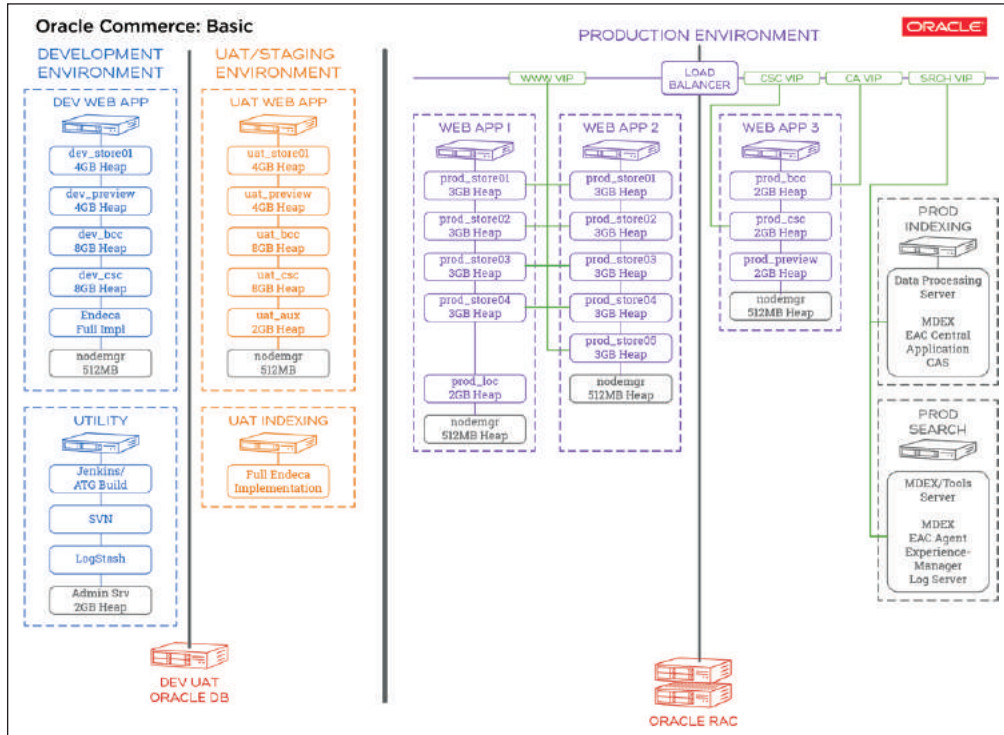 Oracle Commerce: Basic
ORACLE
DEVELOPMENT
ENVIRONMENT
DEV WEB APP
dev_store01
4GB Heap
dev_preview
4GB Heap
dev_bcc
8GB Heap
dev_csc
8GB Heap
Endeca
Full Impl
nodemgr
512MB
UTILITY
Jenkins/
ATG Build
SVN
LogStash
Admin Srv
2GB Heap
UAT/STAGING
ENVIRONMENT
UAT WEB APP
uat_store01
4GB Heap
uat_preview
4GB Heap
uat_bcc
8GB Heap
uat_csc
8GB Heap
uat_aux
2GB Heap
nodemgr
512MB
UAT INDEXING
Full Endeca
Implementation
DEV UAT
ORACLE DB
PRODUCTION ENVIRONMENT
WWW VIP
LOAD
BALANCER
CSC VIP
CA VIP
SRCH VIP
WEB APP 1
prod_store01
3GB Heap
prod_store02
3GB Heap
prod_store03
3GB Heap
prod_store04
3GB Heap
prod_loc
2GB Heap
nodemgr
512MB Heap
WEB APP 2
prod_store01
3GB Heap
prod_store02
3GB Heap
prod_store03
3GB Heap
prod_store04
3GB Heap
prod_store05
3GB Heap
nodemgr
512MB Heap
WEB APP 3
prod_bcc
2GB Heap
prod_csc
2GB Heap
prod_preview
2GB Heap
nodemgr
512MB Heap
PROD
INDEXING
Data Processing
Server
MDEX
EAC Central
Application
CAS
PROD
SEARCH
MDEX/Tools
Server
MDEX
EAC Agent
Experience-
Manager
Log Server
ORACLE RAC